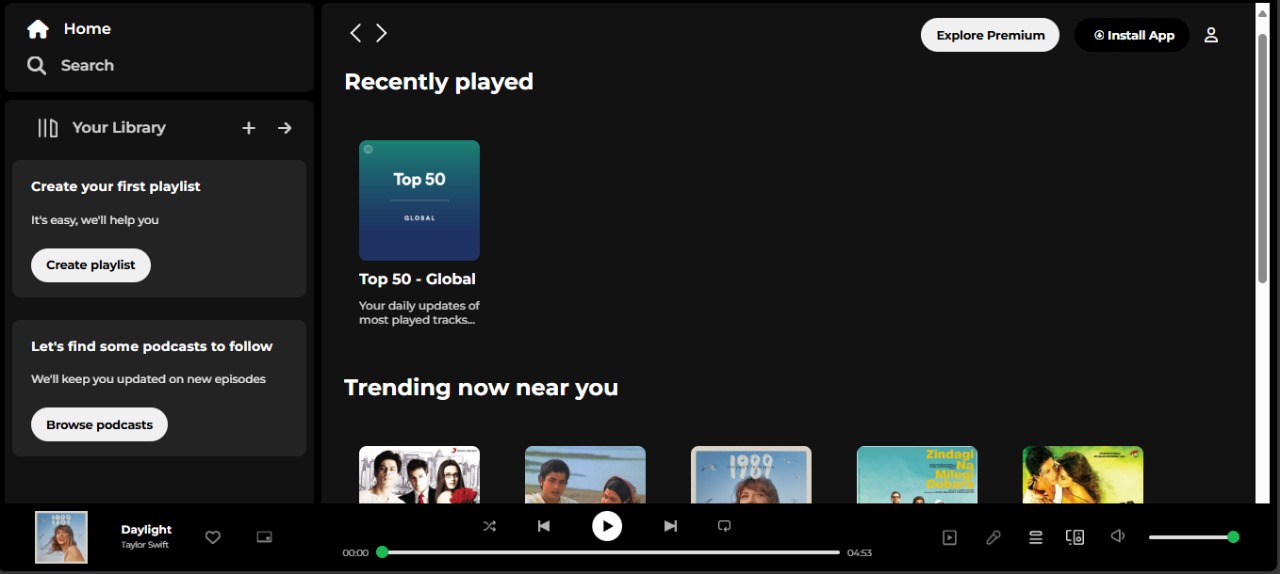 Home
Search
Your Library
Create your first playlist
It's easy, we'll help you
Create playlist
Let's find some podcasts to follow
We'll keep you updated on new episodes
Browse podcasts
Explore Premium
Install App
Recently played
Top 50
GLOBAL
Top 50 - Global
Your daily updates of
most played tracks...
Trending now near you
1989
Zindagi
Na
Milegi
Dobara
1989
Daylight
Taylor Swift
00:00
04:53